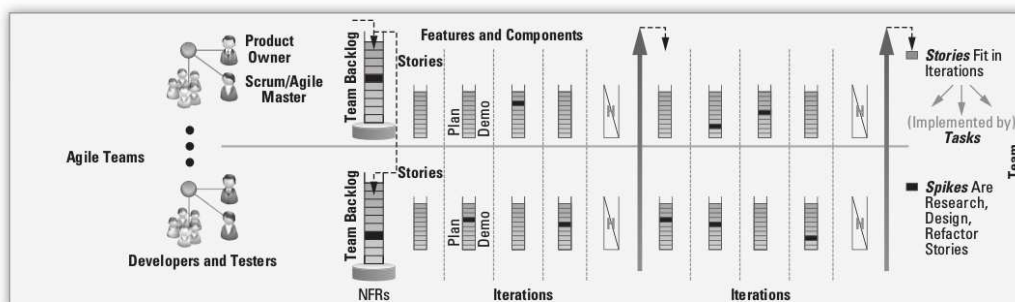 Product
Owner
Scrum/Agile
Master
Agile Teams
Developers and Testers
Team Backlog
Features and Components
Stories
Plan
Demo
H
H
Team Backlog
Stories
Plan
Demo
H
H
NFRs
Iterations
Iterations
Stories Fit in
Iterations
(Implemented by)
Tasks
Spikes Are
Research,
Design,
Refactor
Stories
Team